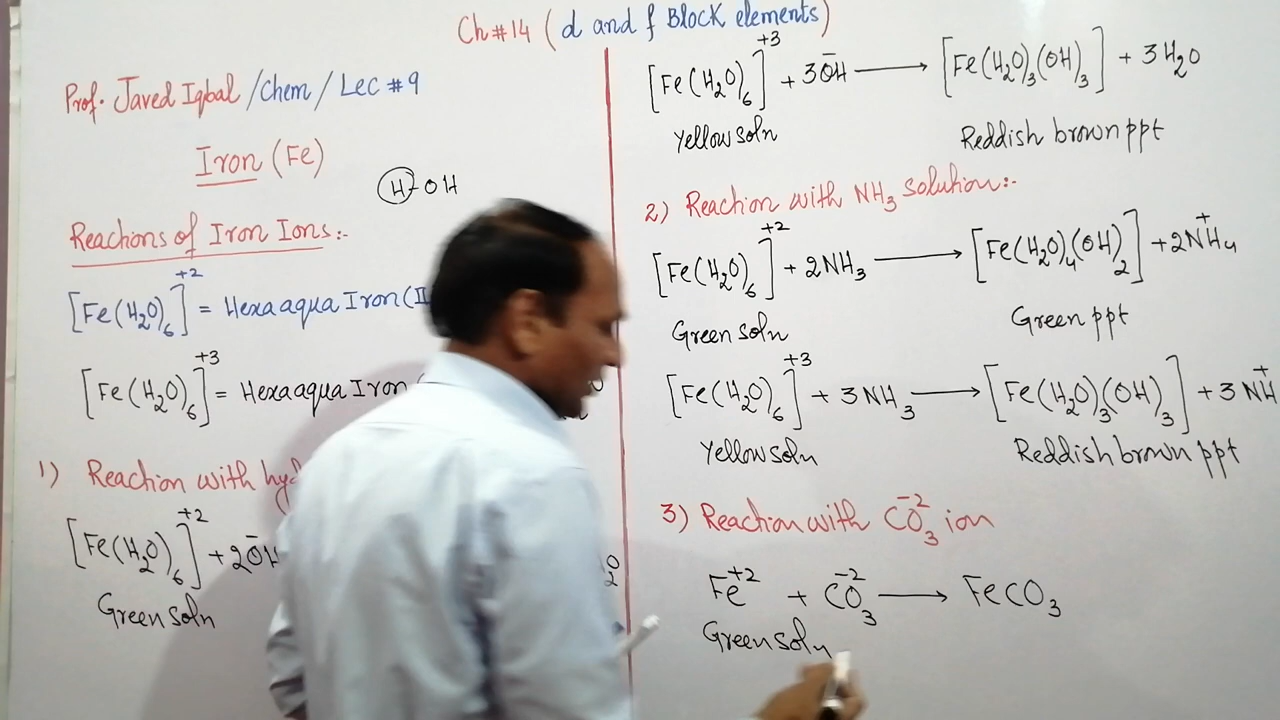 Ch#14 (d and f Block elements)
Prof. Javed Iqbal /Chem/ Lec #9
Iron (Fe)
H-OH
Reactions of Iron Ions:-
[Fe(H₂O)₆]⁺² = Hexaaqua Iron (II
[Fe(H₂O)₆]⁺³ = Hexaaqua Iron (
1) Reaction with hy
[Fe(H₂O)₆]⁺² + 2ŌH
O₂
Green soln
[Fe(H₂O)₆]⁺³ + 3ŌH ⟶ [Fe(H₂O)₃(OH)₃] + 3H₂O
Yellow soln Reddish brown ppt
2) Reaction with NH₃ solution:-
[Fe(H₂O)₆]⁺² + 2NH₃ ⟶ [Fe(H₂O)₄(OH)₂] + 2NH₄⁺
Green soln Green ppt
[Fe(H₂O)₆]⁺³ + 3NH₃ ⟶ [Fe(H₂O)₃(OH)₃] + 3NH⁺
Yellow soln Reddish brown ppt
3) Reaction with CO₃⁻² ion
Fe⁺² + CO₃⁻² ⟶ FeCO₃
Green soln